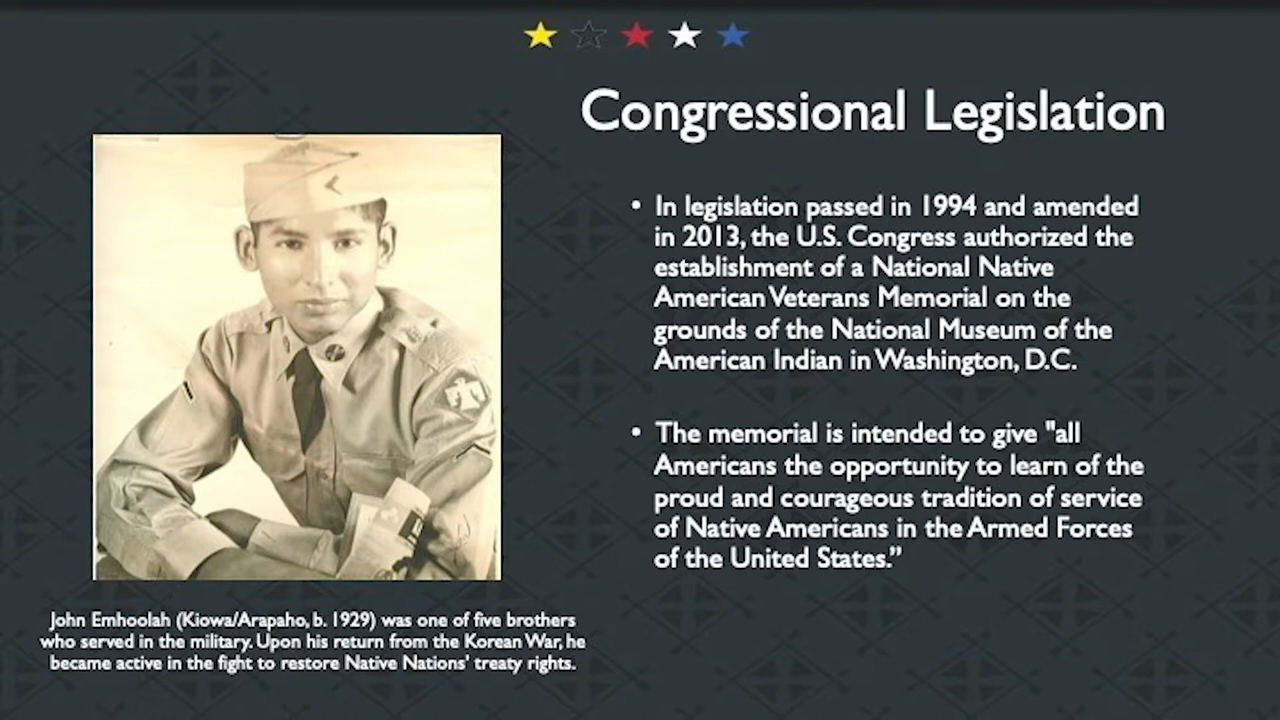 Congressional Legislation
• In legislation passed in 1994 and amended
in 2013, the U.S. Congress authorized the
establishment of a National Native
American Veterans Memorial on the
grounds of the National Museum of the
American Indian in Washington, D.C.
• The memorial is intended to give "all
Americans the opportunity to learn of the
proud and courageous tradition of service
of Native Americans in the Armed Forces
of the United States.”
John Emhoolah (Kiowa/Arapaho, b. 1929) was one of five brothers
who served in the military. Upon his return from the Korean War, he
became active in the fight to restore Native Nations' treaty rights.